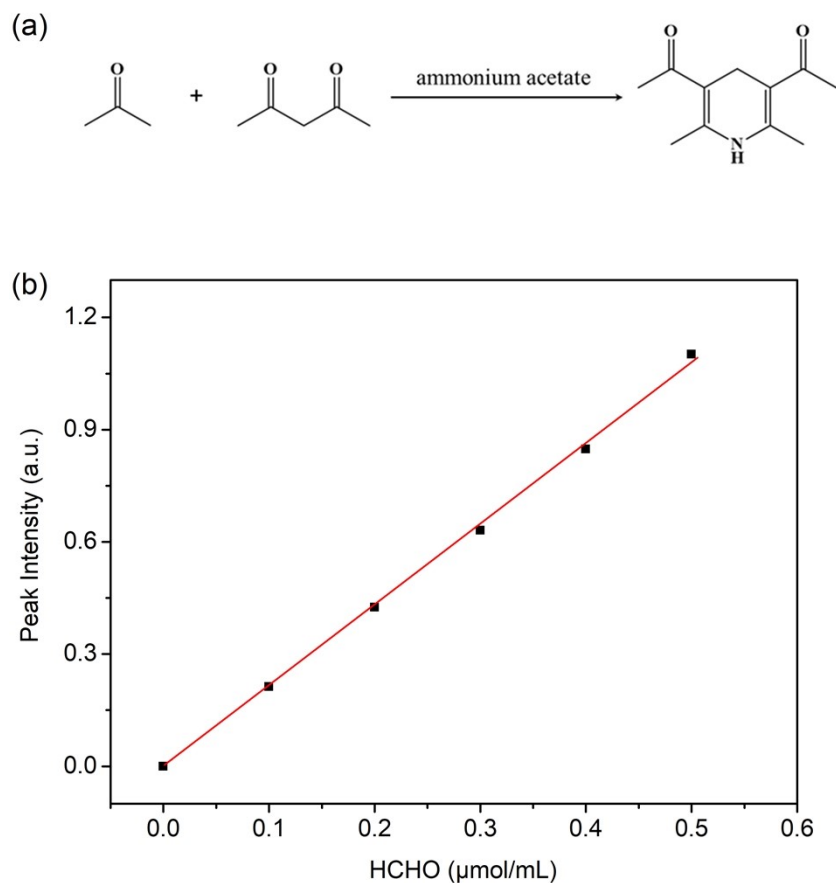 (a)
O
+
O O
ammonium acetate
O O
N
H
(b)
1.2
0.9
0.6
0.3
0.0
Peak Intensity (a.u.)
0.0 0.1 0.2 0.3 0.4 0.5 0.6
HCHO (μmol/mL)